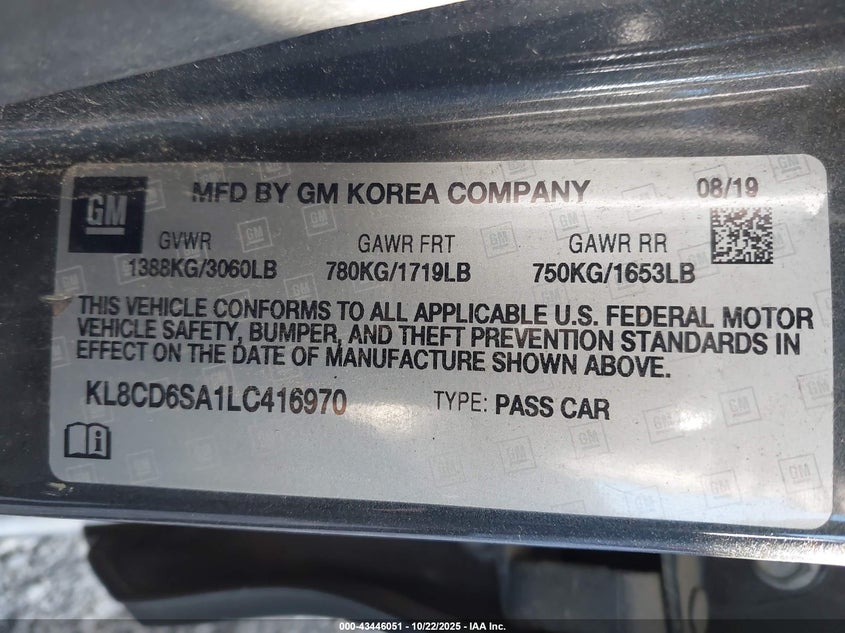 GM
MFD BY GM KOREA COMPANY 08/19
GVWR GAWR FRT GAWR RR
1388KG/3060LB 780KG/1719LB 750KG/1653LB
THIS VEHICLE CONFORMS TO ALL APPLICABLE U.S. FEDERAL MOTOR
VEHICLE SAFETY, BUMPER, AND THEFT PREVENTION STANDARDS IN
EFFECT ON THE DATE OF MANUFACTURE SHOWN ABOVE.
KL8CD6SA1LC416970 TYPE: PASS CAR
000-43446051 - 10/22/2025 - IAA Inc.